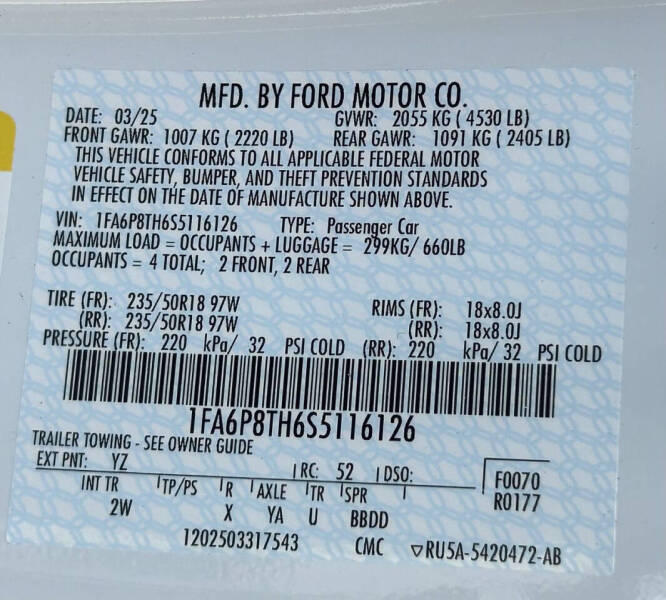 MFD. BY FORD MOTOR CO.
DATE: 03/25 GVWR: 2055 KG ( 4530 LB)
FRONT GAWR: 1007 KG ( 2220 LB) REAR GAWR: 1091 KG ( 2405 LB)
THIS VEHICLE CONFORMS TO ALL APPLICABLE FEDERAL MOTOR
VEHICLE SAFETY, BUMPER, AND THEFT PREVENTION STANDARDS
IN EFFECT ON THE DATE OF MANUFACTURE SHOWN ABOVE.
VIN: 1FA6P8TH6S5116126 TYPE: Passenger Car
MAXIMUM LOAD = OCCUPANTS + LUGGAGE = 299KG/ 660LB
OCCUPANTS = 4 TOTAL; 2 FRONT, 2 REAR
TIRE (FR): 235/50R18 97W RIMS (FR): 18x8.0J
(RR): 235/50R18 97W (RR): 18x8.0J
PRESSURE (FR): 220 kPa/ 32 PSI COLD (RR): 220 kPa/ 32 PSI COLD
1FA6P8TH6S5116126
TRAILER TOWING - SEE OWNER GUIDE
EXT PNT: YZ RC: 52 DSO: F0070
INT TR TP/PS R AXLE TR SPR R0177
2W X YA U BBDD
1202503317543 CMC ▽RU5A-5420472-AB